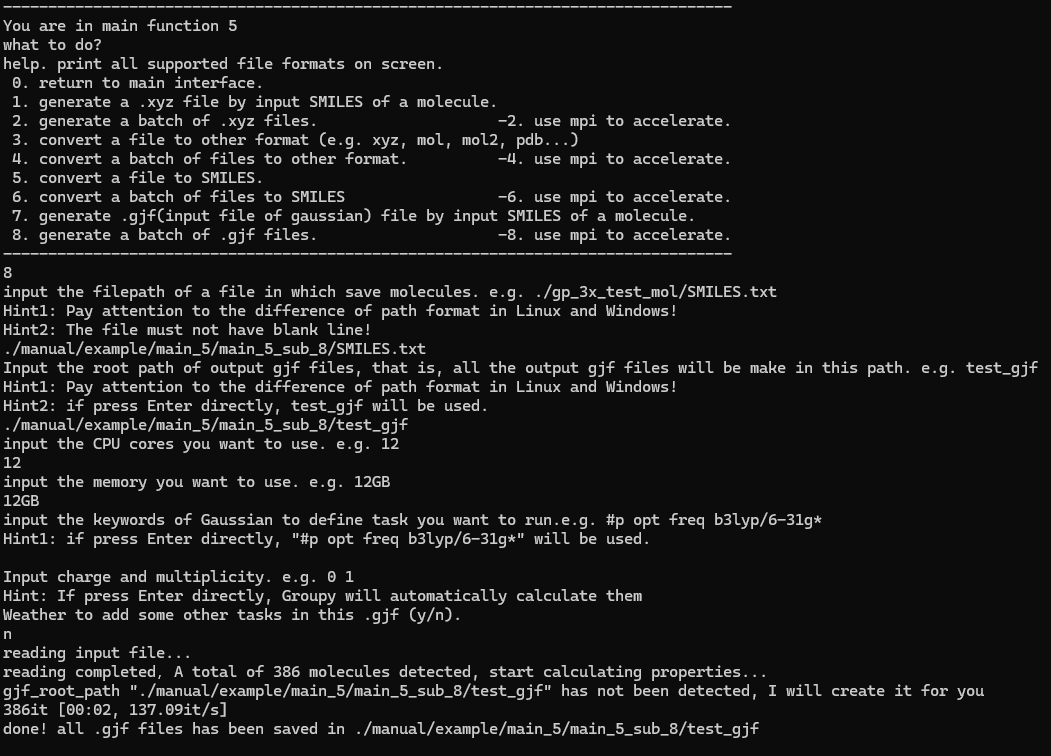 ---------------------------------------------------------------------------------
You are in main function 5
what to do?
help. print all supported file formats on screen.
 0. return to main interface.
 1. generate a .xyz file by input SMILES of a molecule.
 2. generate a batch of .xyz files.                    -2. use mpi to accelerate.
 3. convert a file to other format (e.g. xyz, mol, mol2, pdb...)
 4. convert a batch of files to other format.          -4. use mpi to accelerate.
 5. convert a file to SMILES.
 6. convert a batch of files to SMILES                 -6. use mpi to accelerate.
 7. generate .gjf(input file of gaussian) file by input SMILES of a molecule.
 8. generate a batch of .gjf files.                    -8. use mpi to accelerate.
---------------------------------------------------------------------------------
8
input the filepath of a file in which save molecules. e.g. ./gp_3x_test_mol/SMILES.txt
Hint1: Pay attention to the difference of path format in Linux and Windows!
Hint2: The file must not have blank line!
./manual/example/main_5/main_5_sub_8/SMILES.txt
Input the root path of output gjf files, that is, all the output gjf files will be make in this path. e.g. test_gjf
Hint1: Pay attention to the difference of path format in Linux and Windows!
Hint2: if press Enter directly, test_gjf will be used.
./manual/example/main_5/main_5_sub_8/test_gjf
input the CPU cores you want to use. e.g. 12
12
input the memory you want to use. e.g. 12GB
12GB
input the keywords of Gaussian to define task you want to run.e.g. #p opt freq b3lyp/6-31g*
Hint1: if press Enter directly, "#p opt freq b3lyp/6-31g*" will be used.

Input charge and multiplicity. e.g. 0 1
Hint: If press Enter directly, Groupy will automatically calculate them
Weather to add some other tasks in this .gjf (y/n).
n
reading input file...
reading completed, A total of 386 molecules detected, start calculating properties...
gjf_root_path "./manual/example/main_5/main_5_sub_8/test_gjf" has not been detected, I will create it for you
386it [00:02, 137.09it/s]
done! all .gjf files has been saved in ./manual/example/main_5/main_5_sub_8/test_gjf